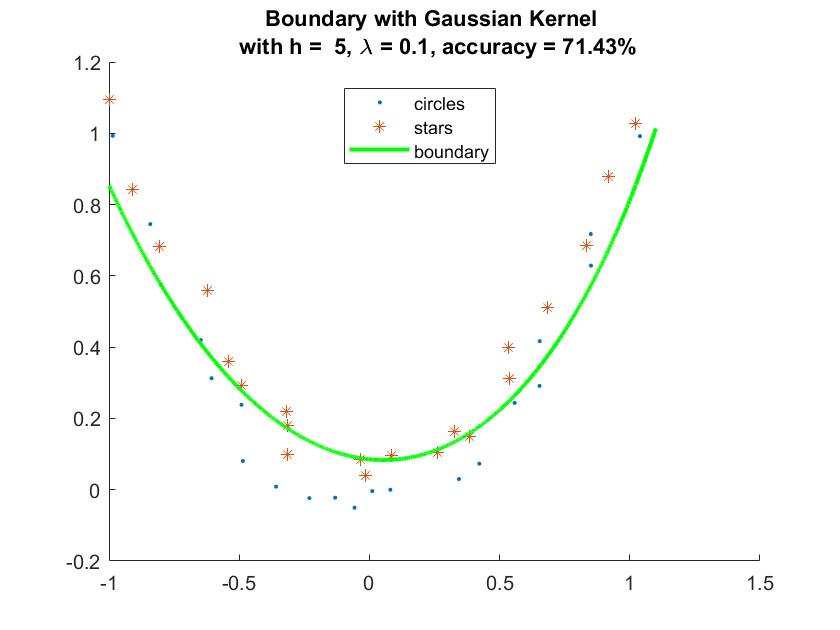 Boundary with Gaussian Kernel
with h =  5, λ = 0.1, accuracy = 71.43%
1.2
1
0.8
0.6
0.4
0.2
0
-0.2
circles
stars
boundary
-1
-0.5
0
0.5
1
1.5